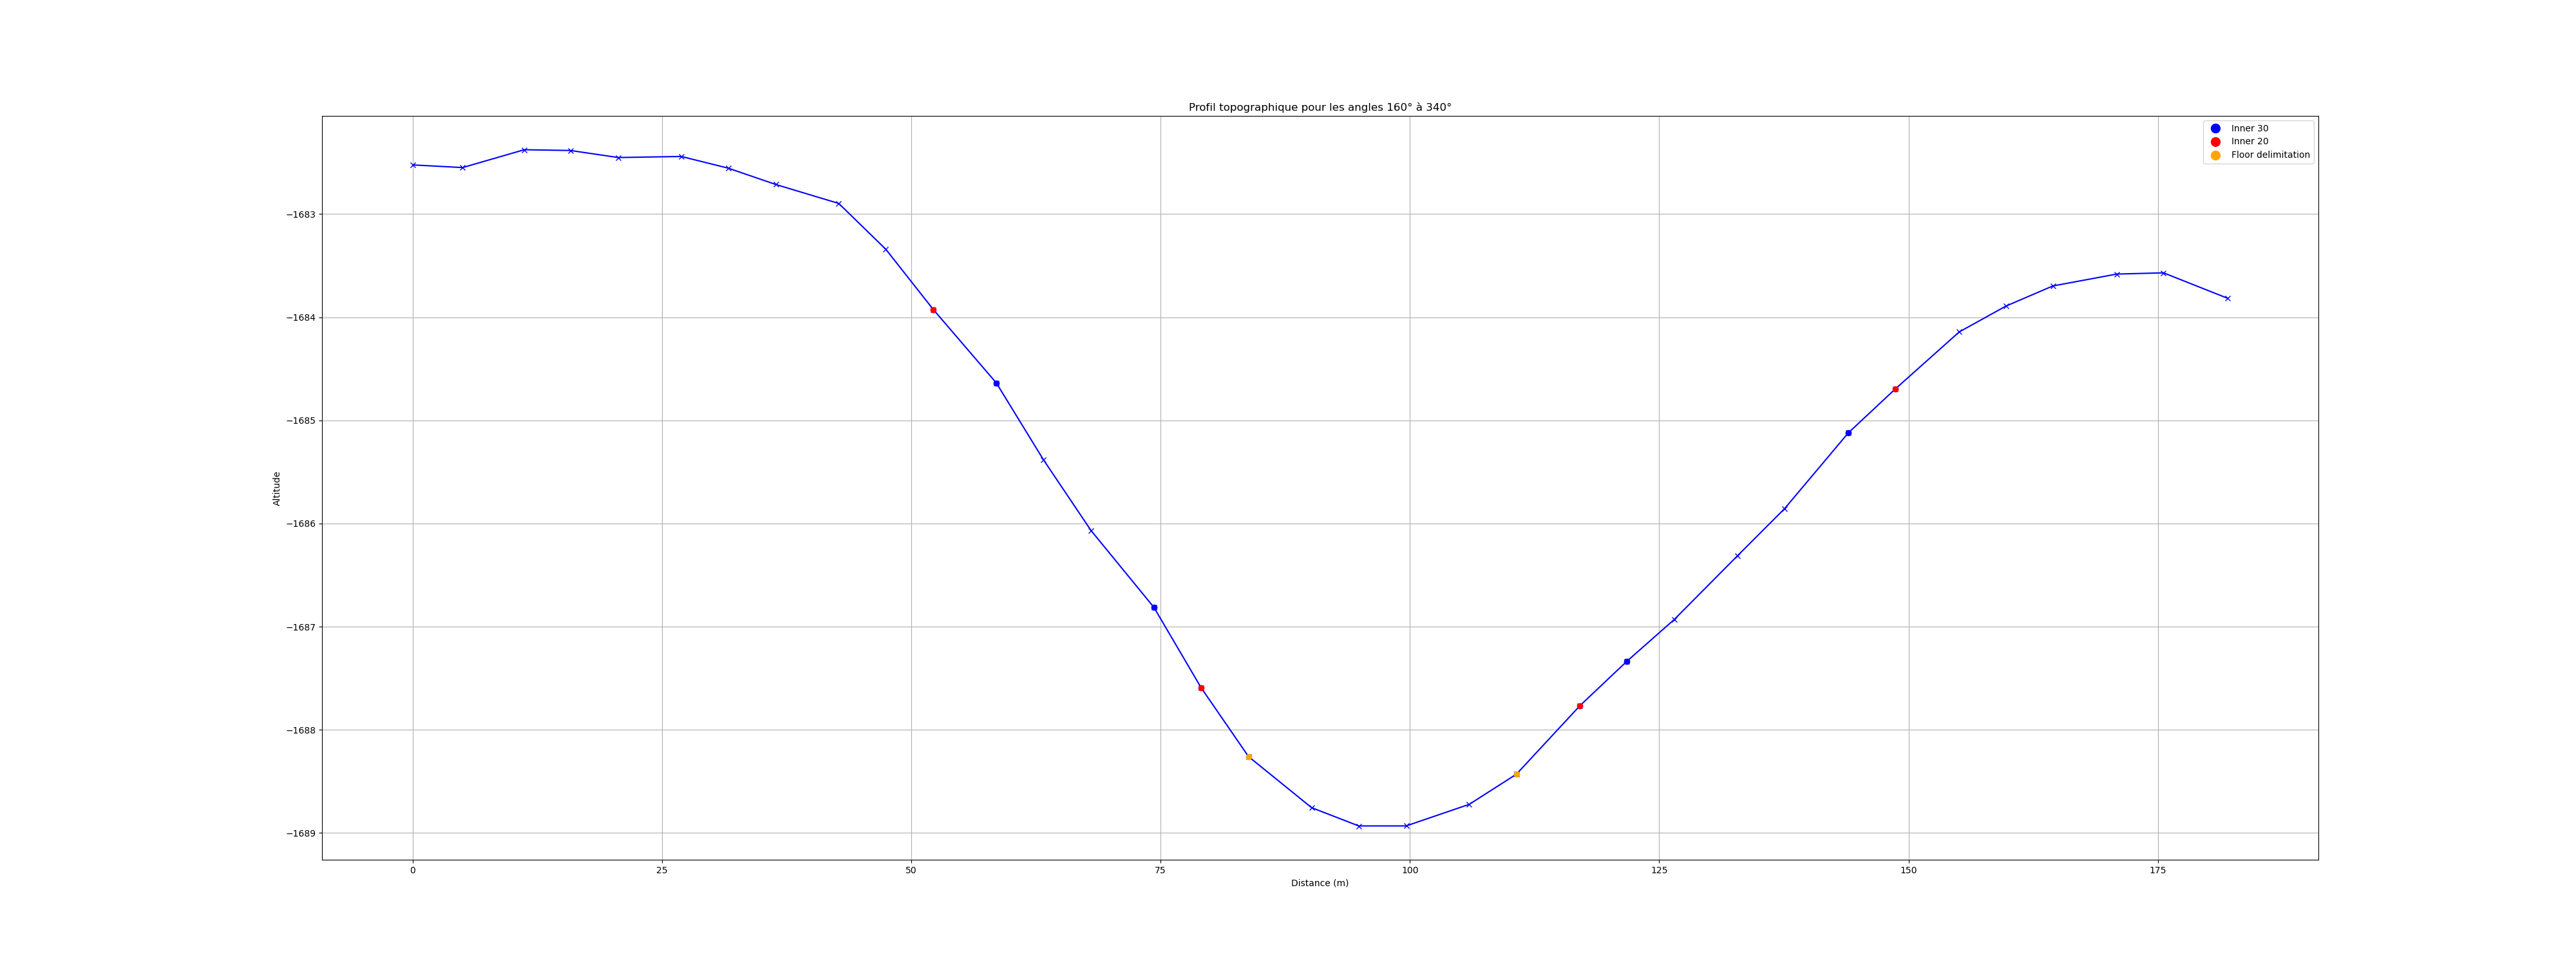 Profil topographique pour les angles 160° à 340°
Inner 30
Inner 20
Floor delimitation
−1683
−1684
−1685
−1686
−1687
−1688
−1689
Altitude
0 25 50 75 100 125 150 175
Distance (m)